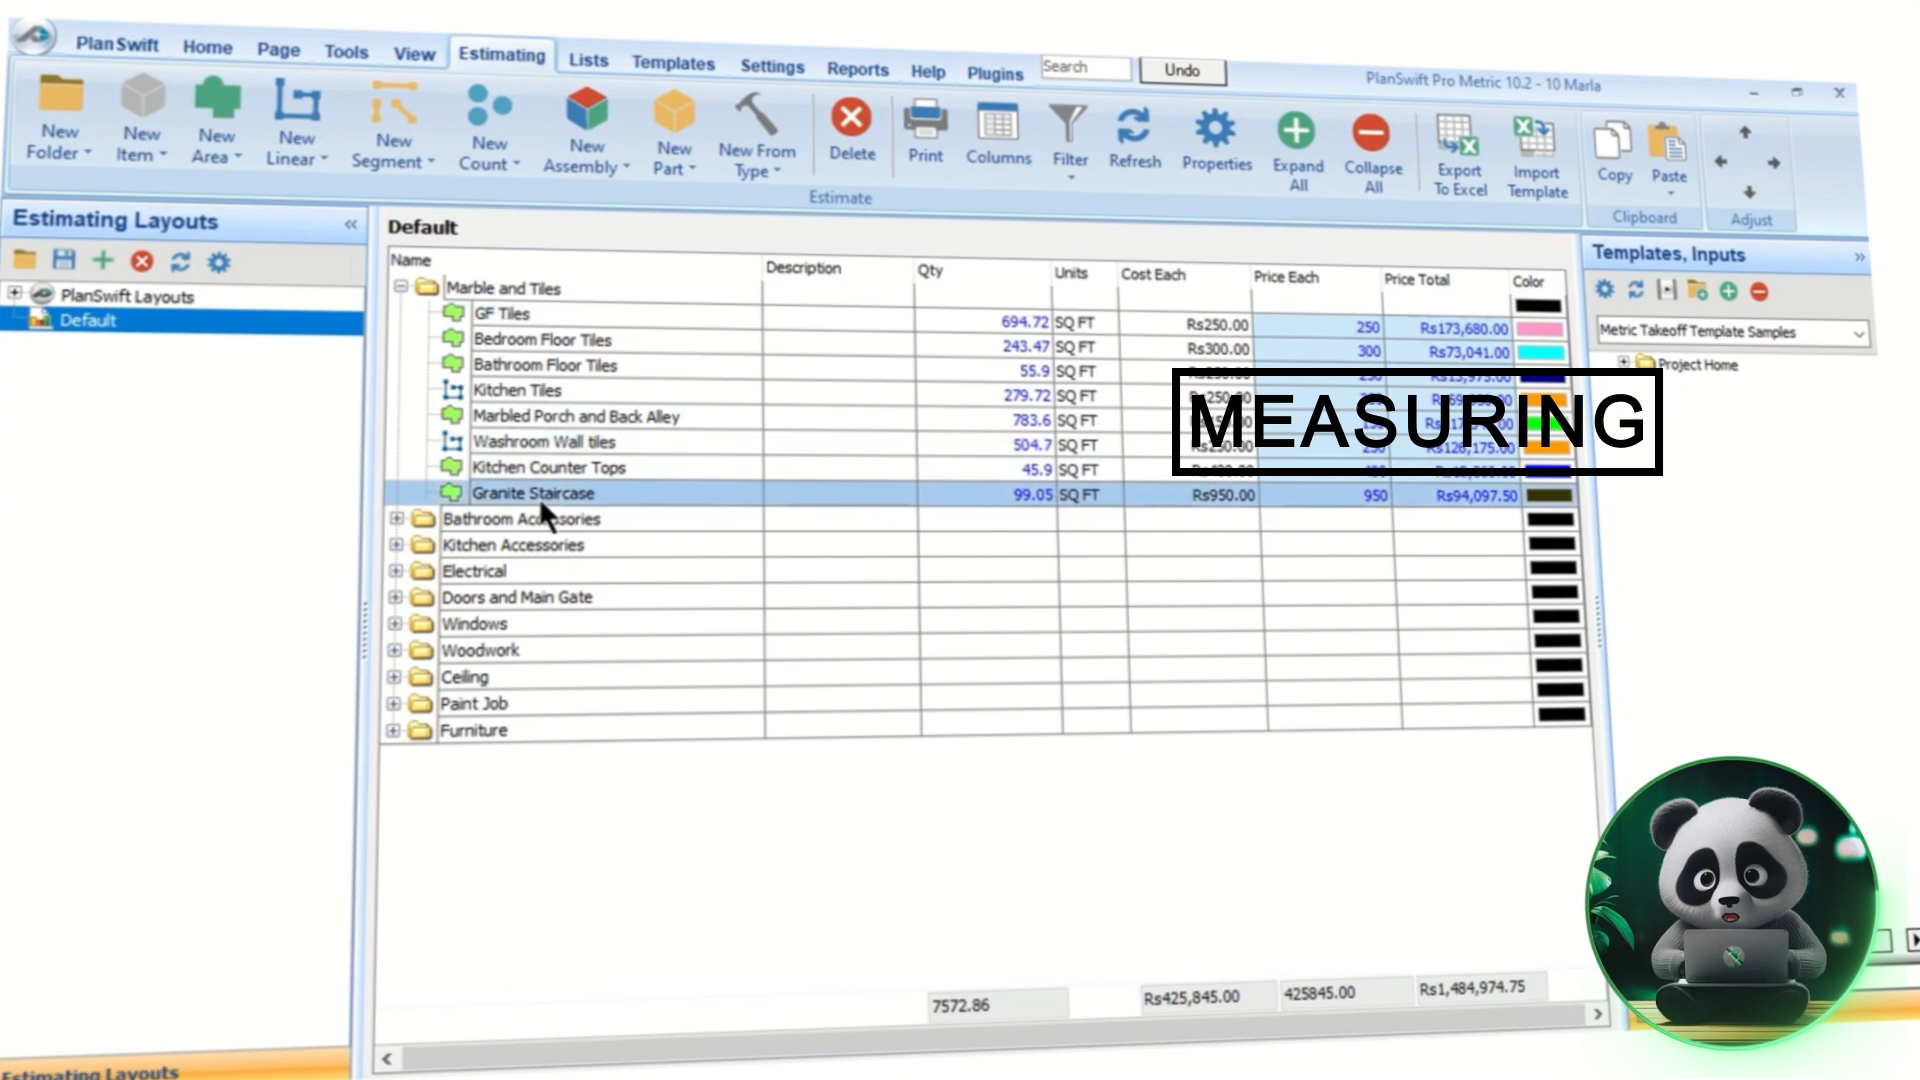 PlanSwift Home Page Tools View Estimating Lists Templates Settings Reports Help Plugins Search Undo
PlanSwift Pro Metric 10.2 - 10 Marla
New Folder
New Item
New Area
New Linear
New Segment
New Count
New Assembly
New Part
New From Type
Delete
Print
Columns
Filter
Refresh
Properties
Expand All
Collapse All
Export To Excel
Import Template
Copy
Paste
Estimate
Clipboard
Adjust
Estimating Layouts
PlanSwift Layouts
Default
Default
Name Description Qty Units Cost Each Price Each Price Total Color
Marble and Tiles
GF Tiles 694.72 SQ FT Rs250.00 250 Rs173,680.00
Bedroom Floor Tiles 243.47 SQ FT Rs300.00 300 Rs73,041.00
Bathroom Floor Tiles 55.9 SQ FT
Kitchen Tiles 279.72 SQ FT
Marbled Porch and Back Alley 783.6 SQ FT
Washroom Wall tiles 504.7 SQ FT
Kitchen Counter Tops 45.9 SQ FT
Granite Staircase 99.05 SQ FT Rs950.00 950 Rs94,097.50
MEASURING
Bathroom Accessories
Kitchen Accessories
Electrical
Doors and Main Gate
Windows
Woodwork
Ceiling
Paint Job
Furniture
7572.86 Rs425,845.00 425845.00 Rs1,484,974.75
Templates, Inputs
Metric Takeoff Template Samples
Project Home
Estimating Layouts